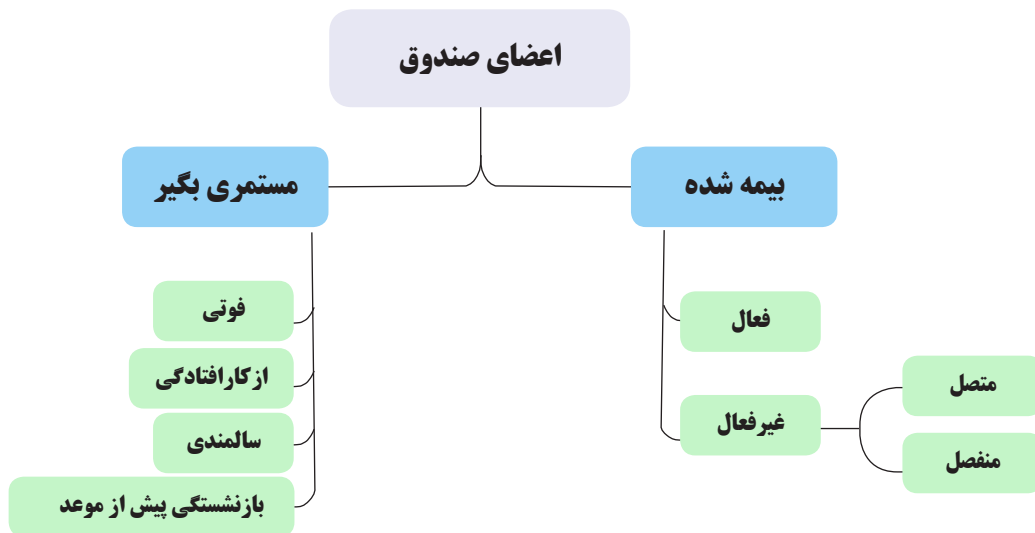 اعضای صندوق
بیمه شده
مستمری بگیر
فعال
غیرفعال
متصل
منفصل
فوتی
ازکارافتادگی
سالمندی
بازنشستگی پیش از موعد